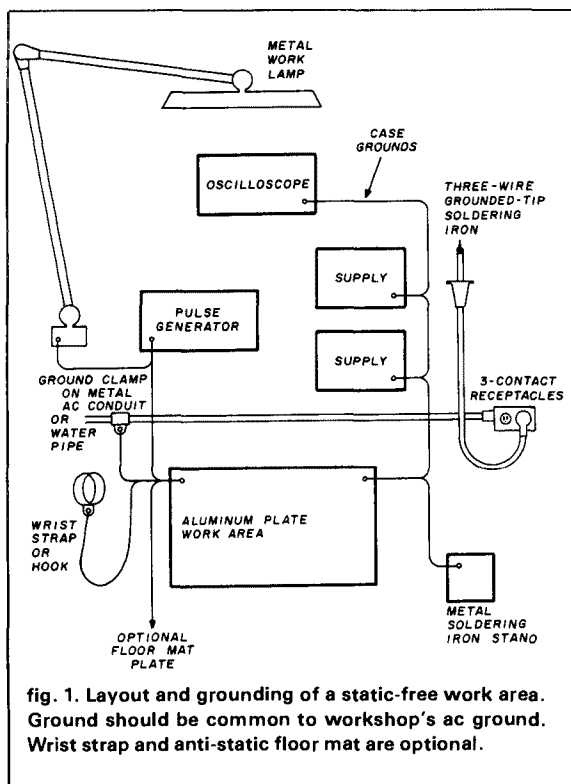 METAL
WORK
LAMP
CASE
GROUNDS
OSCILLOSCOPE
THREE-WIRE
GROUNDED-TIP
SOLDERING
IRON
SUPPLY
PULSE
GENERATOR
SUPPLY
GROUND CLAMP
ON METAL
AC CONDUIT
OR
WATER
PIPE
3-CONTACT
RECEPTACLES
WRIST
STRAP
OR
HOOK
ALUMINUM PLATE
WORK AREA
OPTIONAL
FLOOR MAT
PLATE
METAL
SOLDERING
IRON STANO
fig. 1. Layout and grounding of a static-free work area.
Ground should be common to workshop's ac ground.
Wrist strap and anti-static floor mat are optional.